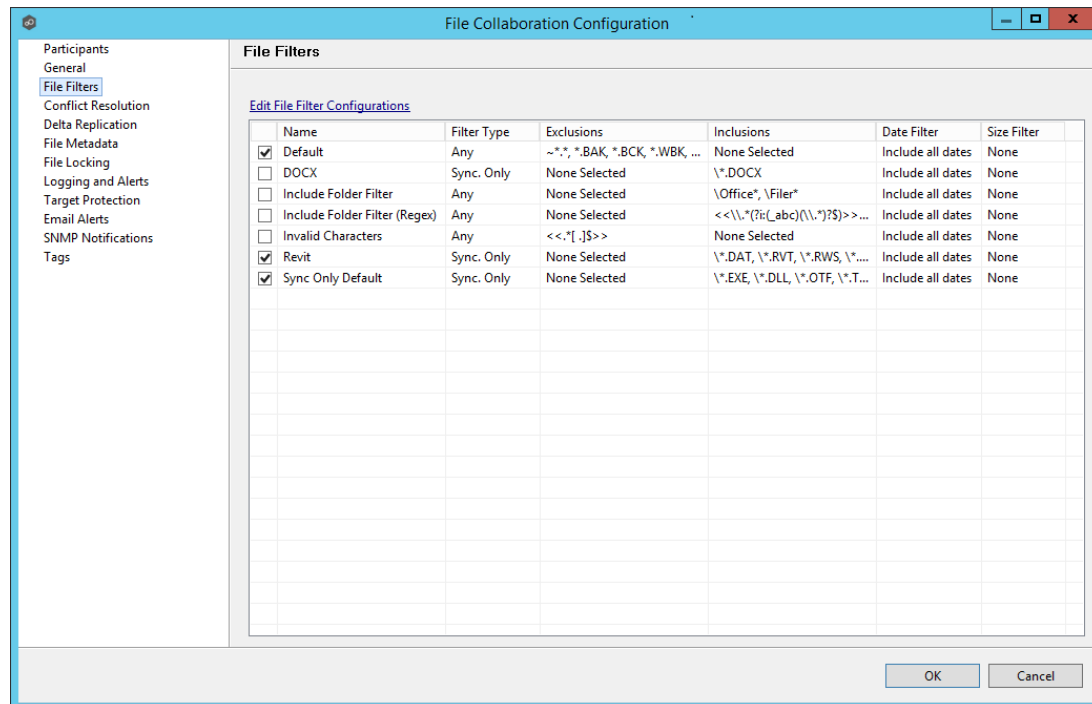 File Collaboration Configuration
Participants
General
File Filters
Conflict Resolution
Delta Replication
File Metadata
File Locking
Logging and Alerts
Target Protection
Email Alerts
SNMP Notifications
Tags
File Filters
Edit File Filter Configurations
Name Filter Type Exclusions Inclusions Date Filter Size Filter
Default Any ~*.*, *.BAK, *.BCK, *.WBK, ... None Selected Include all dates None
DOCX Sync. Only None Selected \*.DOCX Include all dates None
Include Folder Filter Any None Selected \Office*, \Filer* Include all dates None
Include Folder Filter (Regex) Any None Selected <<\\.*(?i:(_abc)(\\.*)?$)>>... Include all dates None
Invalid Characters Any <<.*[ .]$>> None Selected Include all dates None
Revit Sync. Only None Selected \*.DAT, \*.RVT, \*.RWS, \*.... Include all dates None
Sync Only Default Sync. Only None Selected \*.EXE, \*.DLL, \*.OTF, \*.T... Include all dates None
OK Cancel